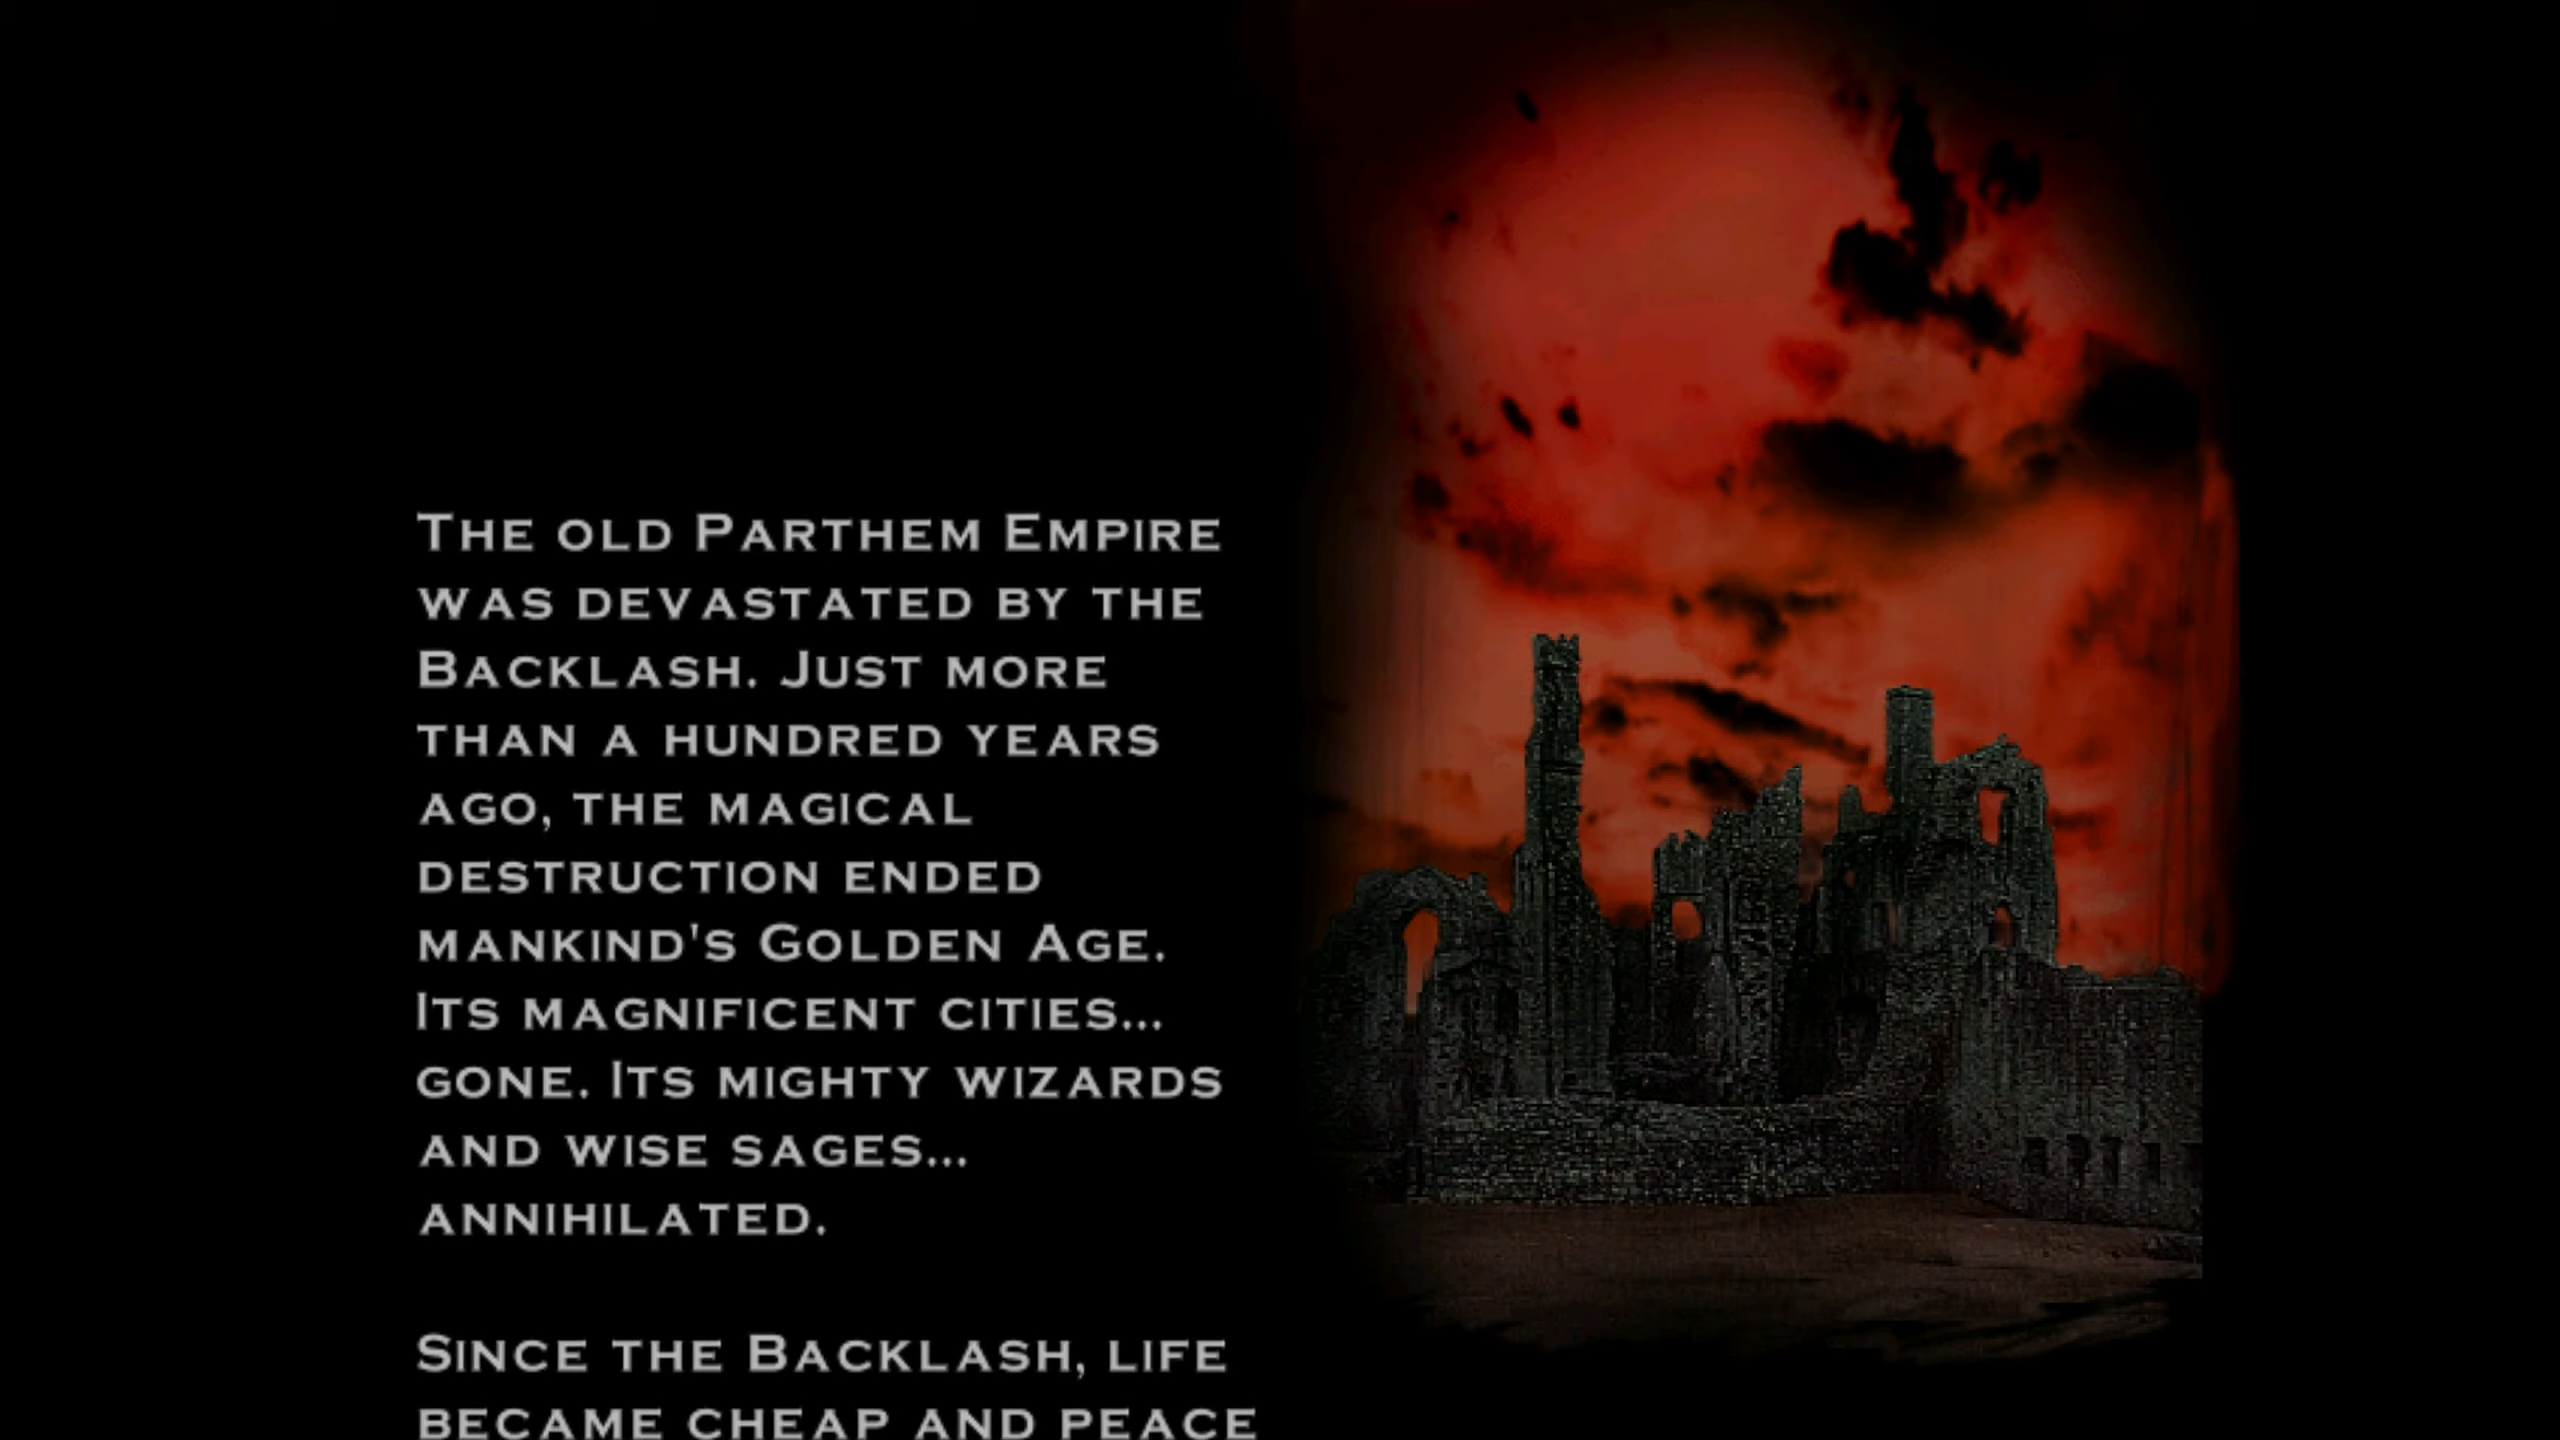 The old Parthem Empire
was devastated by the
Backlash. Just more
than a hundred years
ago, the magical
destruction ended
mankind's Golden Age.
Its magnificent cities...
gone. Its mighty wizards
and wise sages...
annihilated.
Since the Backlash, life
became cheap and peace